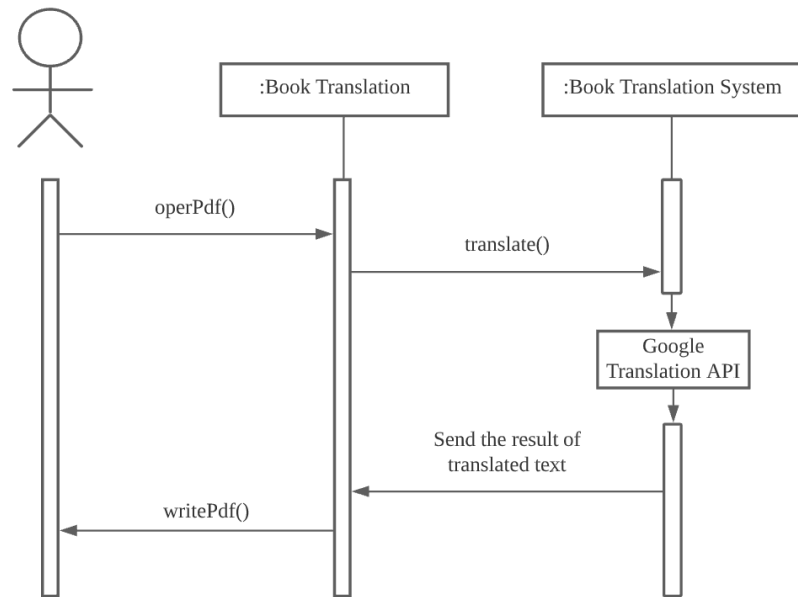 :Book Translation
:Book Translation System
operPdf()
translate()
Google
Translation API
Send the result of
translated text
writePdf()